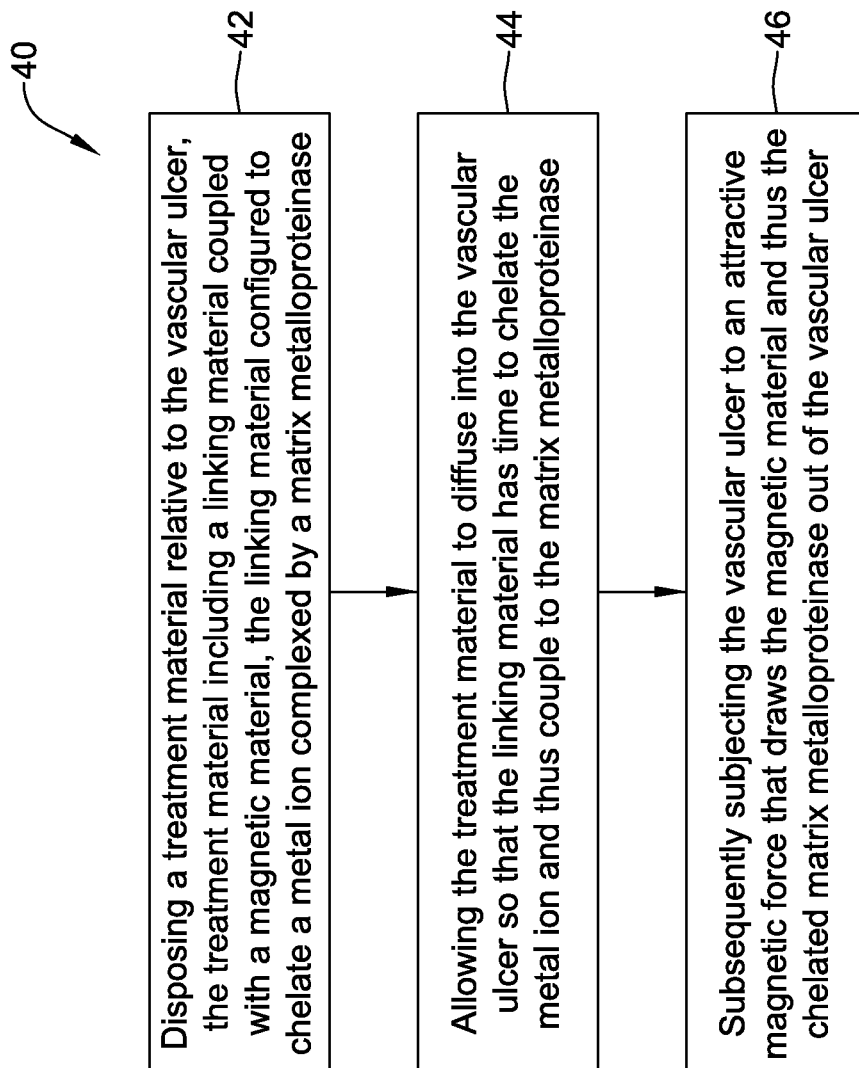 40
Disposing a treatment material relative to the vascular ulcer,
the treatment material including a linking material coupled
with a magnetic material, the linking material configured to
chelate a metal ion complexed by a matrix metalloproteinase
42
Allowing the treatment material to diffuse into the vascular
ulcer so that the linking material has time to chelate the
metal ion and thus couple to the matrix metalloproteinase
44
Subsequently subjecting the vascular ulcer to an attractive
magnetic force that draws the magnetic material and thus the
chelated matrix metalloproteinase out of the vascular ulcer
46